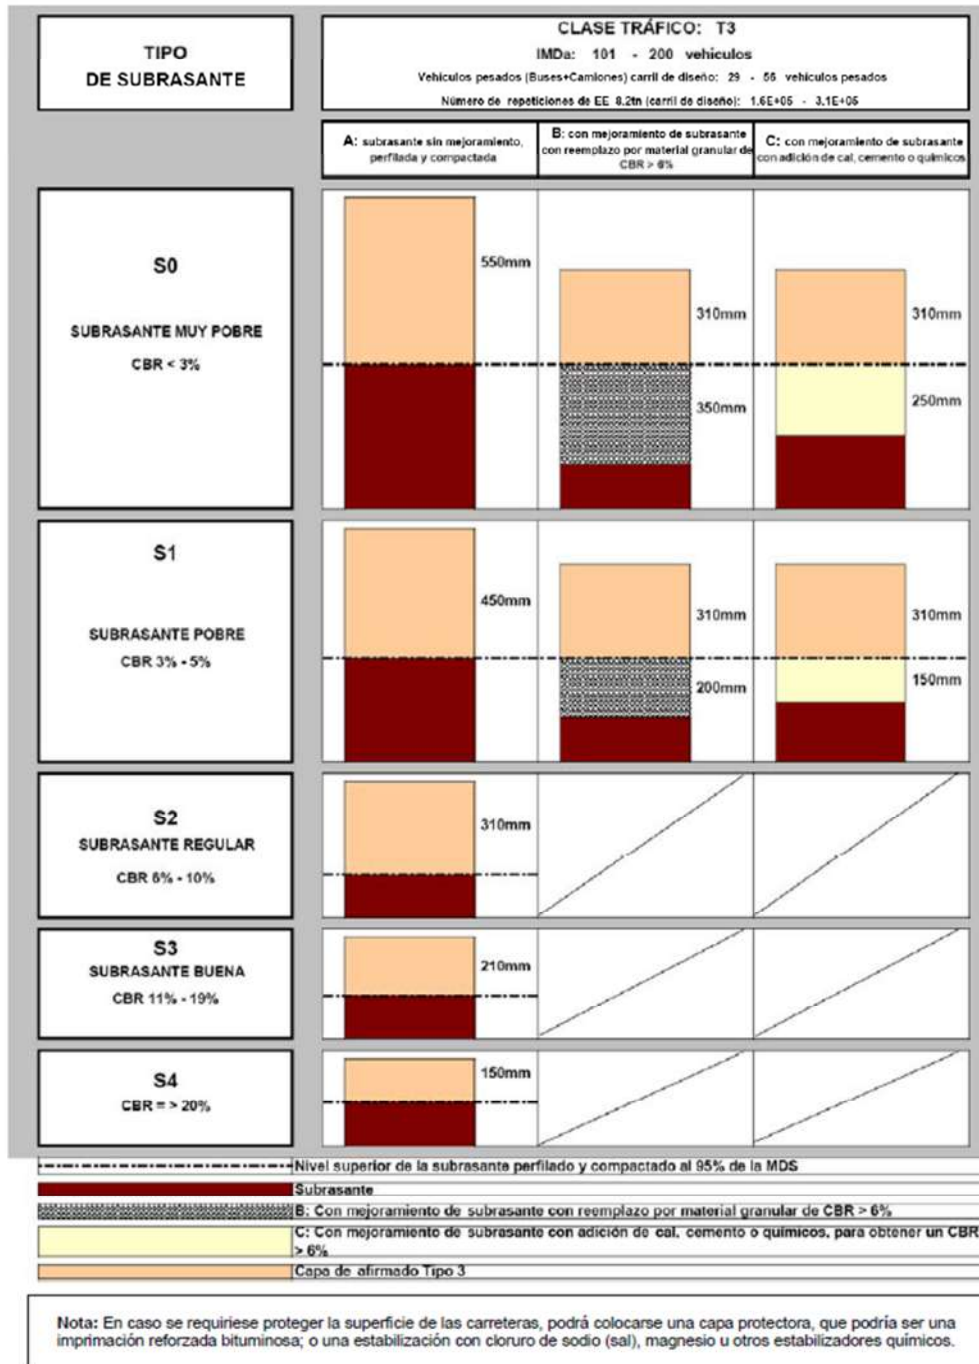 TIPO
DE SUBRASANTE
CLASE TRÁFICO: T3
IMDa: 101 - 200 vehiculos
Vehiculos pesados (Buses+Camiones) carril de diseño: 29 - 56 vehículos pesados
Número de repeticiones de EE 8.2tn (carril de diseño): 1.6E+05 - 3.1E+05
A: subrasante sin mejoramiento,
perfilada y compactada
B: con mejoramiento de subrasante
con reemplazo por material granular de
CBR > 6%
C: con mejoramiento de subrasante
con adición de cal, cemento o químicos
S0
SUBRASANTE MUY POBRE
CBR < 3%
550mm
310mm
350mm
310mm
250mm
S1
SUBRASANTE POBRE
CBR 3% - 5%
450mm
310mm
200mm
310mm
150mm
S2
SUBRASANTE REGULAR
CBR 6% - 10%
310mm
S3
SUBRASANTE BUENA
CBR 11% - 19%
210mm
S4
CBR = > 20%
150mm
Nivel superior de la subrasante perfilado y compactado al 95% de la MDS
Subrasante
B: Con mejoramiento de subrasante con reemplazo por material granular de CBR > 6%
C: Con mejoramiento de subrasante con adición de cal, cemento o químicos, para obtener un CBR
> 6%
Capa de afirmado Tipo 3
Nota: En caso se requiriese proteger la superficie de las carreteras, podrá colocarse una capa protectora, que podría ser una
imprimación reforzada bituminosa; o una estabilización con cloruro de sodio (sal), magnesio u otros estabilizadores químicos.